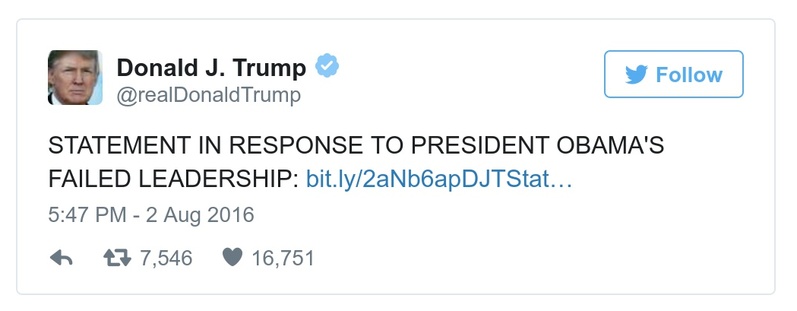 Donald J. Trump
Follow
@realDonaldTrump
STATEMENT IN RESPONSE TO PRESIDENT OBAMA'S
FAILED LEADERSHIP: bit.ly/2aNb6apDJTStat…
5:47 PM - 2 Aug 2016
7,546 16,751